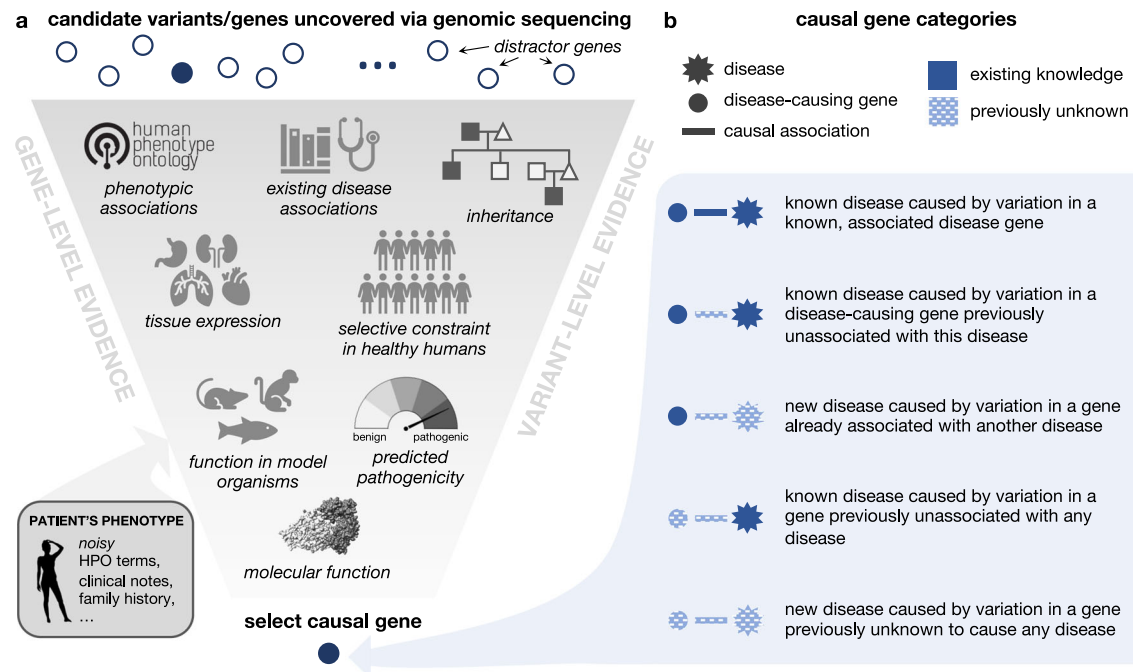 a candidate variants/genes uncovered via genomic sequencing
distractor genes
GENE-LEVEL EVIDENCE
VARIANT-LEVEL EVIDENCE
human
phenotype
ontology
phenotypic
associations
existing disease
associations
inheritance
tissue expression
selective constraint
in healthy humans
function in model
organisms
benign
pathogenic
predicted
pathogenicity
molecular function
PATIENT'S PHENOTYPE
noisy
HPO terms,
clinical notes,
family history,
...
select causal gene
b causal gene categories
disease
disease-causing gene
causal association
existing knowledge
previously unknown
known disease caused by variation in a
known, associated disease gene
known disease caused by variation in a
disease-causing gene previously
unassociated with this disease
new disease caused by variation in a gene
already associated with another disease
known disease caused by variation in a
gene previously unassociated with any
disease
new disease caused by variation in a gene
previously unknown to cause any disease